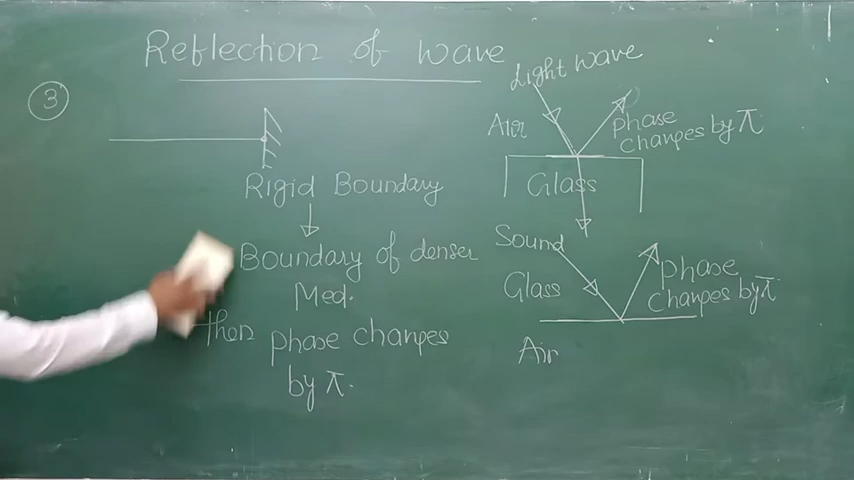 Reflection of wave
3
Rigid Boundary
Boundary of denser
Med.
then phase changes
by π.
Light wave
Air
phase
changes by π
Glass
Sound
Glass
phase
changes by π
Air